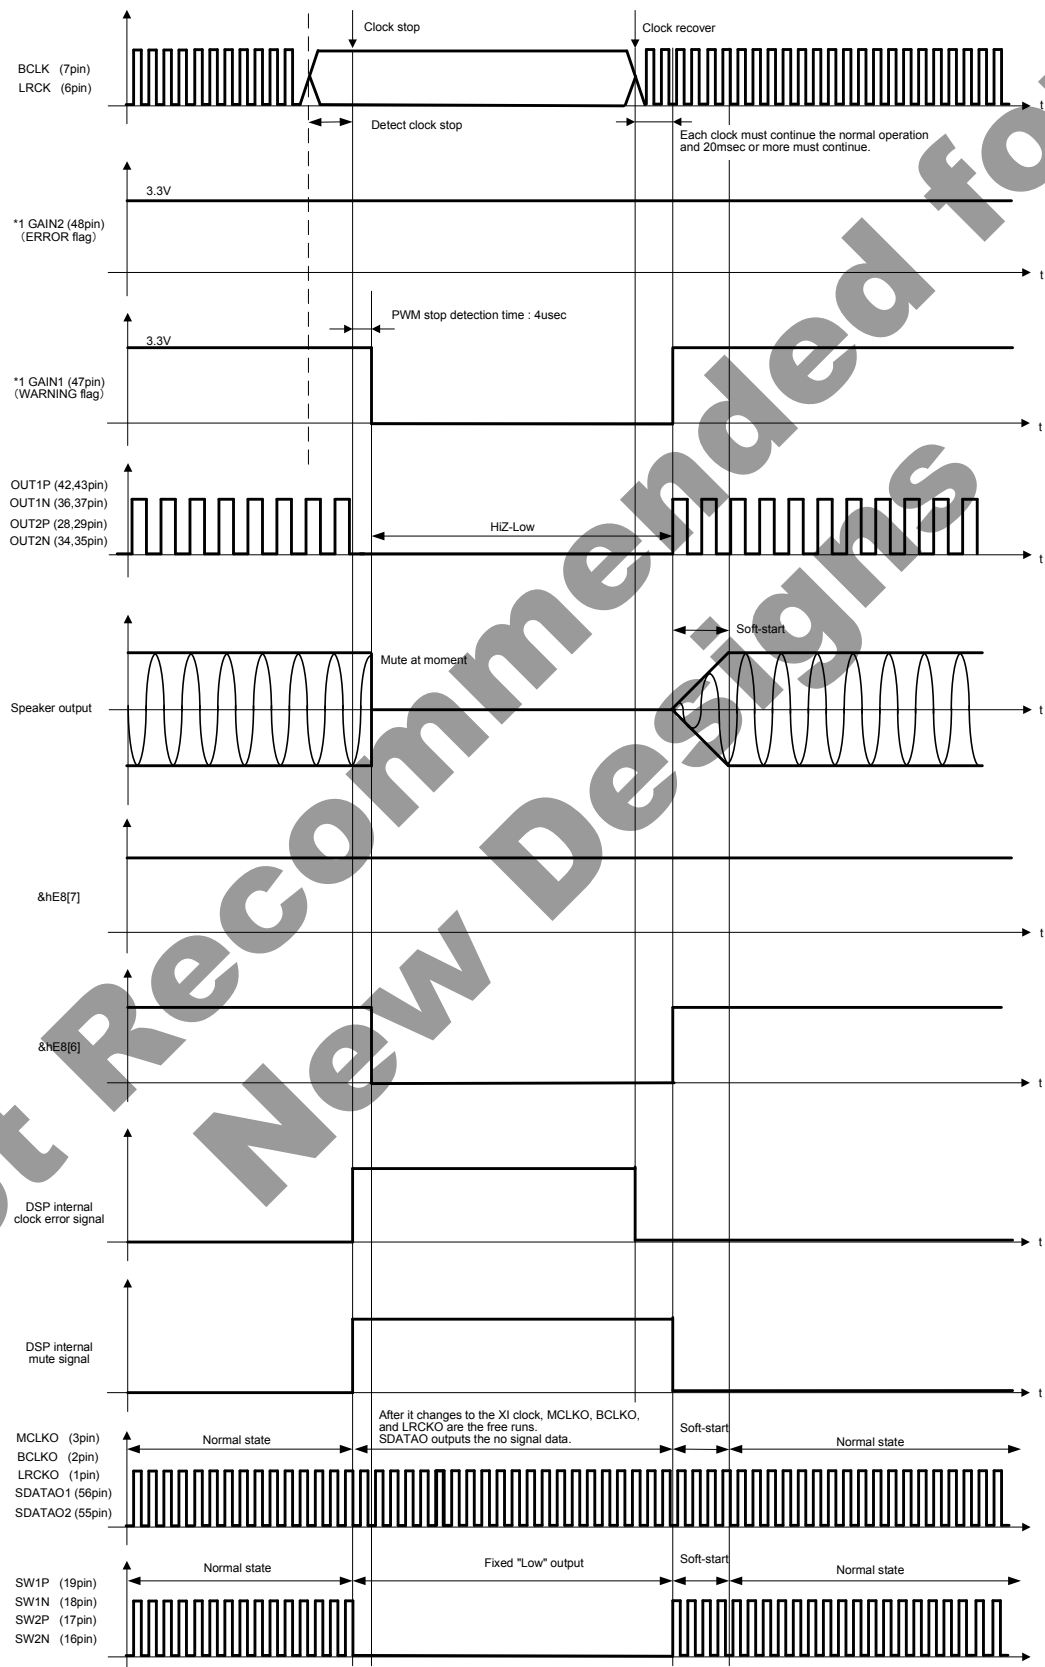 Clock stop
Clock recover
BCLK (7pin)
LRCK (6pin)
t
Detect clock stop
Each clock must continue the normal operation
and 20msec or more must continue.
3.3V
*1 GAIN2 (48pin)
(ERROR flag)
t
PWM stop detection time : 4usec
3.3V
*1 GAIN1 (47pin)
(WARNING flag)
t
OUT1P (42,43pin)
OUT1N (36,37pin)
OUT2P (28,29pin)
OUT2N (34,35pin)
HiZ-Low
t
Soft-start
Mute at moment
Speaker output
t
&hE8[7]
t
&hE8[6]
t
DSP internal
clock error signal
t
DSP internal
mute signal
t
MCLKO (3pin)
BCLKO (2pin)
LRCKO (1pin)
SDATAO1 (56pin)
SDATAO2 (55pin)
Normal state
After it changes to the XI clock, MCLKO, BCLKO,
and LRCKO are the free runs.
SDATAO outputs the no signal data.
Soft-start
Normal state
SW1P (19pin)
SW1N (18pin)
SW2P (17pin)
SW2N (16pin)
Normal state
Fixed "Low" output
Soft-start
Normal state
Recommended
New Designs